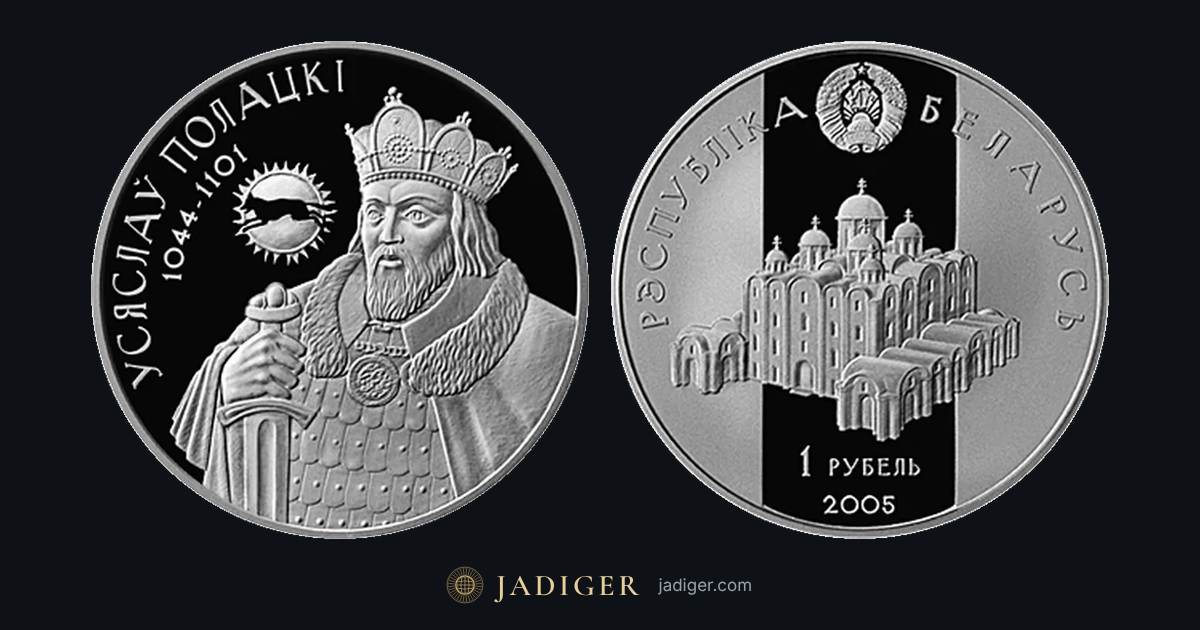 УСЯСЛАЎ ПОЛАЦКІ
1044-1101
РЭСПУБЛІКА БЕЛАРУСЬ
1 РУБЕЛЬ
2005
JADIGER jadiger.com